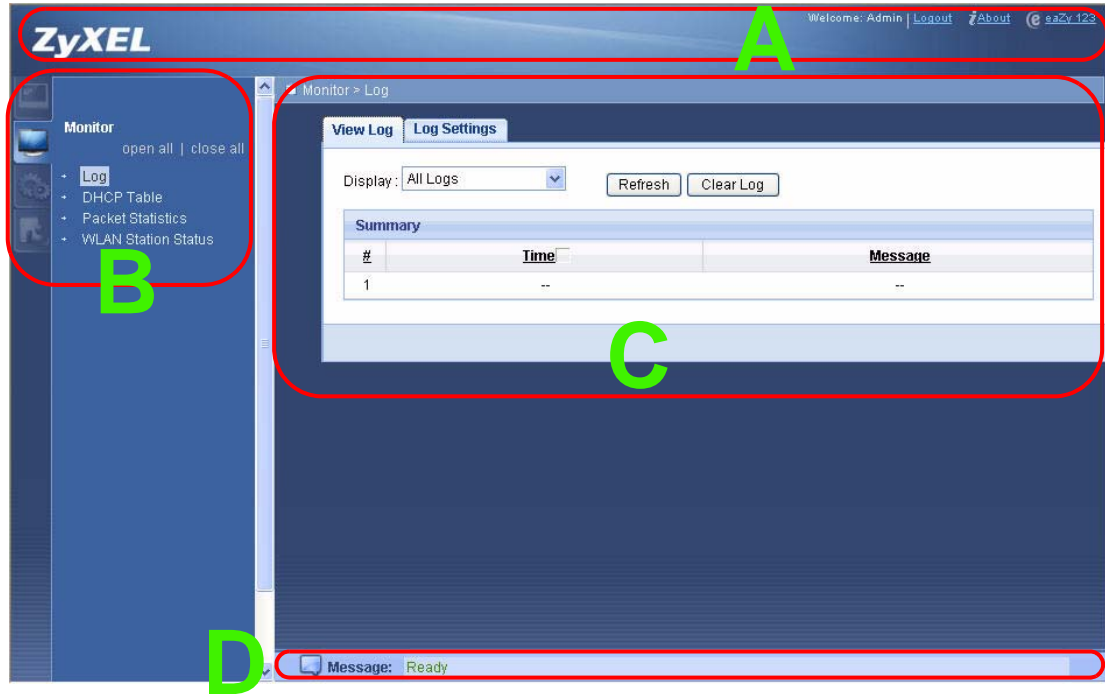 A
ZyXEL
Welcome: Admin | Logout About eaZy 123
B
Monitor
open all | close all
Log
DHCP Table
Packet Statistics
WLAN Station Status
C
Monitor > Log
View Log Log Settings
Display : All Logs Refresh Clear Log
Summary
# Time Message
1 -- --
D
Message: Ready